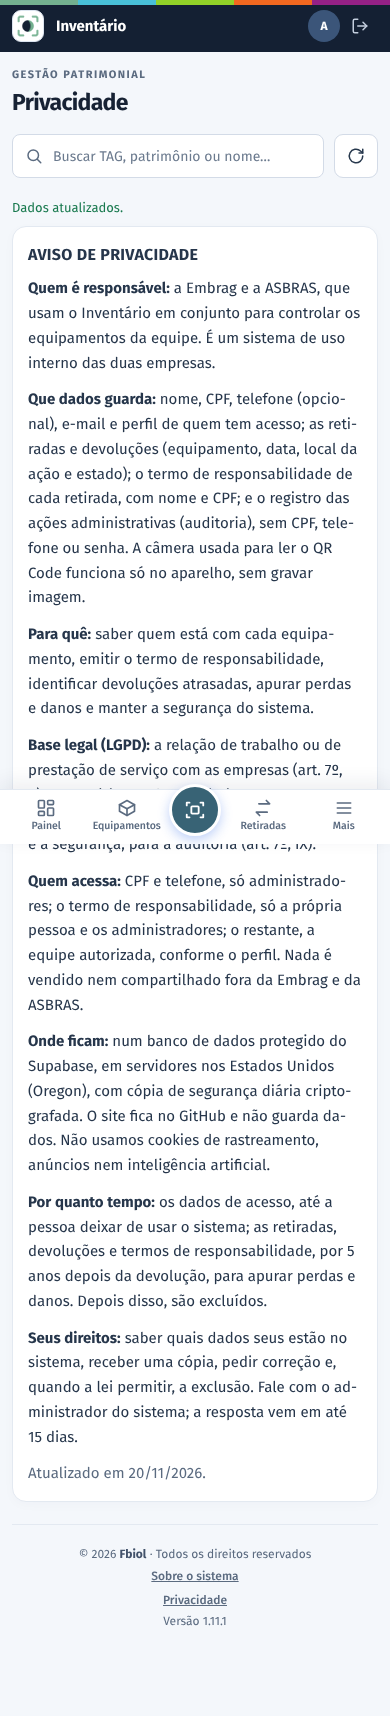 Inventário
A
GESTÃO PATRIMONIAL
Privacidade
Buscar TAG, patrimônio ou nome...
Dados atualizados.
AVISO DE PRIVACIDADE
Quem é responsável: a Embrag e a ASBRAS, que
usam o Inventário em conjunto para controlar os
equipamentos da equipe. É um sistema de uso
interno das duas empresas.
Que dados guarda: nome, CPF, telefone (opcio-
nal), e-mail e perfil de quem tem acesso; as reti-
radas e devoluções (equipamento, data, local da
ação e estado); o termo de responsabilidade de
cada retirada, com nome e CPF; e o registro das
ações administrativas (auditoria), sem CPF, tele-
fone ou senha. A câmera usada para ler o QR
Code funciona só no aparelho, sem gravar
imagem.
Para quê: saber quem está com cada equipa-
mento, emitir o termo de responsabilidade,
identificar devoluções atrasadas, apurar perdas
e danos e manter a segurança do sistema.
Base legal (LGPD): a relação de trabalho ou de
prestação de serviço com as empresas (art. 7º,
Painel
Equipamentos
Retiradas
Mais
e a segurança, para a auditoria (art. 7º, IX).
Quem acessa: CPF e telefone, só administrado-
res; o termo de responsabilidade, só a própria
pessoa e os administradores; o restante, a
equipe autorizada, conforme o perfil. Nada é
vendido nem compartilhado fora da Embrag e da
ASBRAS.
Onde ficam: num banco de dados protegido do
Supabase, em servidores nos Estados Unidos
(Oregon), com cópia de segurança diária cripto-
grafada. O site fica no GitHub e não guarda da-
dos. Não usamos cookies de rastreamento,
anúncios nem inteligência artificial.
Por quanto tempo: os dados de acesso, até a
pessoa deixar de usar o sistema; as retiradas,
devoluções e termos de responsabilidade, por 5
anos depois da devolução, para apurar perdas e
danos. Depois disso, são excluídos.
Seus direitos: saber quais dados seus estão no
sistema, receber uma cópia, pedir correção e,
quando a lei permitir, a exclusão. Fale com o ad-
ministrador do sistema; a resposta vem em até
15 dias.
Atualizado em 20/11/2026.
© 2026 Fbiol · Todos os direitos reservados
Sobre o sistema
Privacidade
Versão 1.11.1